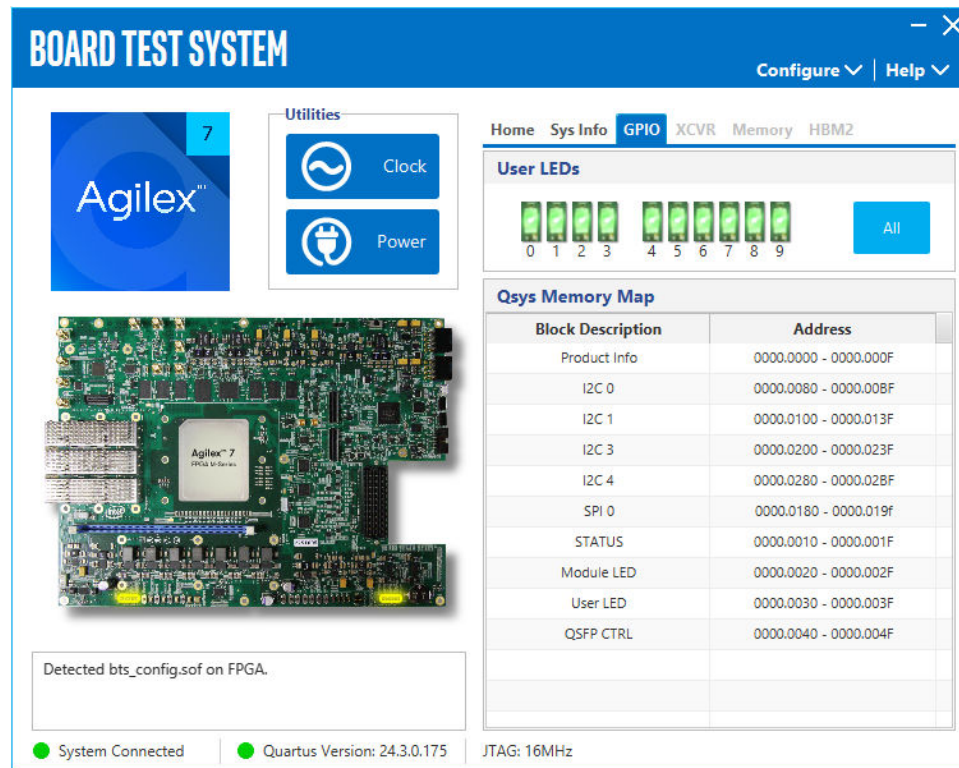 BOARD TEST SYSTEM
Configure | Help
7
Agilex™
Utilities
Clock
Power
Home Sys Info GPIO XCVR Memory HBM2
User LEDs
0 1 2 3 4 5 6 7 8 9
All
Qsys Memory Map
Block Description Address
Product Info 0000.0000 - 0000.000F
I2C 0 0000.0080 - 0000.00BF
I2C 1 0000.0100 - 0000.013F
I2C 3 0000.0200 - 0000.023F
I2C 4 0000.0280 - 0000.02BF
SPI 0 0000.0180 - 0000.019f
STATUS 0000.0010 - 0000.001F
Module LED 0000.0020 - 0000.002F
User LED 0000.0030 - 0000.003F
QSFP CTRL 0000.0040 - 0000.004F
Agilex™ 7
FPGA M-Series
Detected bts_config.sof on FPGA.
System Connected
Quartus Version: 24.3.0.175
JTAG: 16MHz